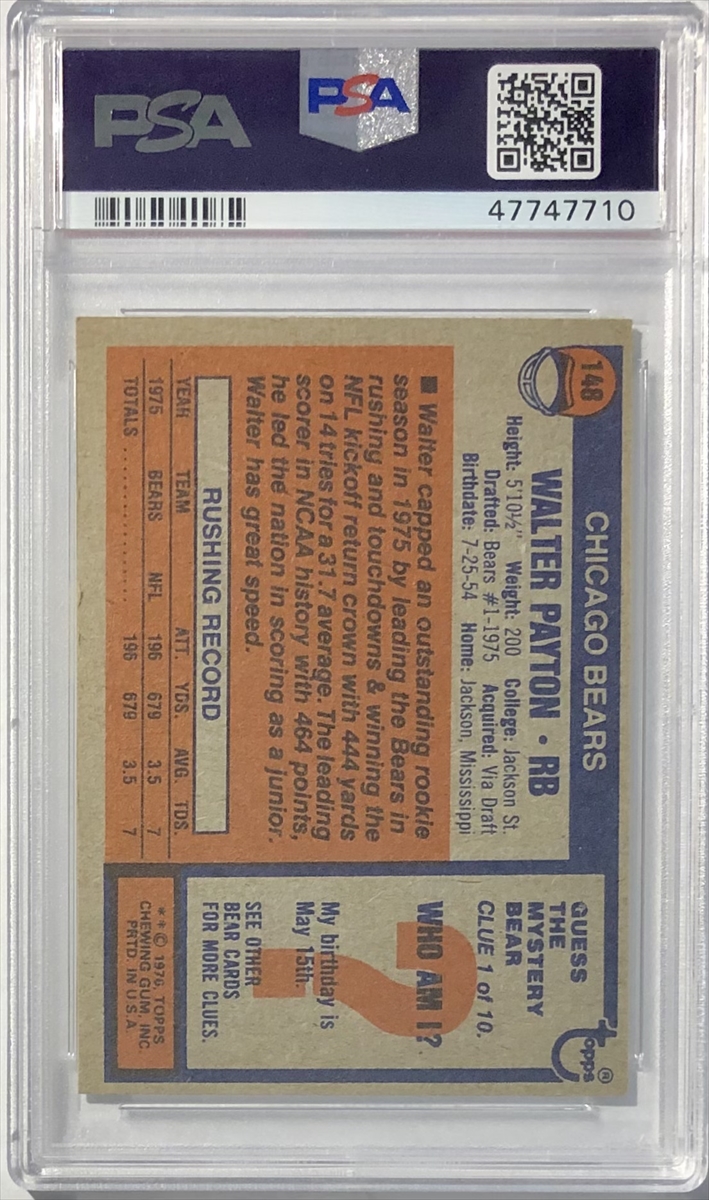 PSA
PSA
47747710
148
CHICAGO BEARS
WALTER PAYTON • RB
Height: 5'10½" Weight: 200 College: Jackson St.
Drafted: Bears #1-1975 Acquired: Via Draft
Birthdate: 7-25-54 Home: Jackson, Mississippi
■ Walter capped an outstanding rookie
season in 1975 by leading the Bears in
rushing and touchdowns & winning the
NFL kickoff return crown with 444 yards
on 14 tries for a 31.7 average. The leading
scorer in NCAA history with 464 points,
he led the nation in scoring as a junior.
Walter has great speed.
RUSHING RECORD
YEAR TEAM ATT. YDS. AVG. TDS.
1975 BEARS NFL 196 679 3.5 7
TOTALS .............. 196 679 3.5 7
topps®
GUESS
THE
MYSTERY
BEAR
CLUE 1 of 10.
WHO AM I?
?
My birthday is
May 15th.
SEE OTHER
BEAR CARDS
FOR MORE CLUES.
**© 1976, TOPPS
CHEWING GUM, INC.
PRTD. IN U.S.A.